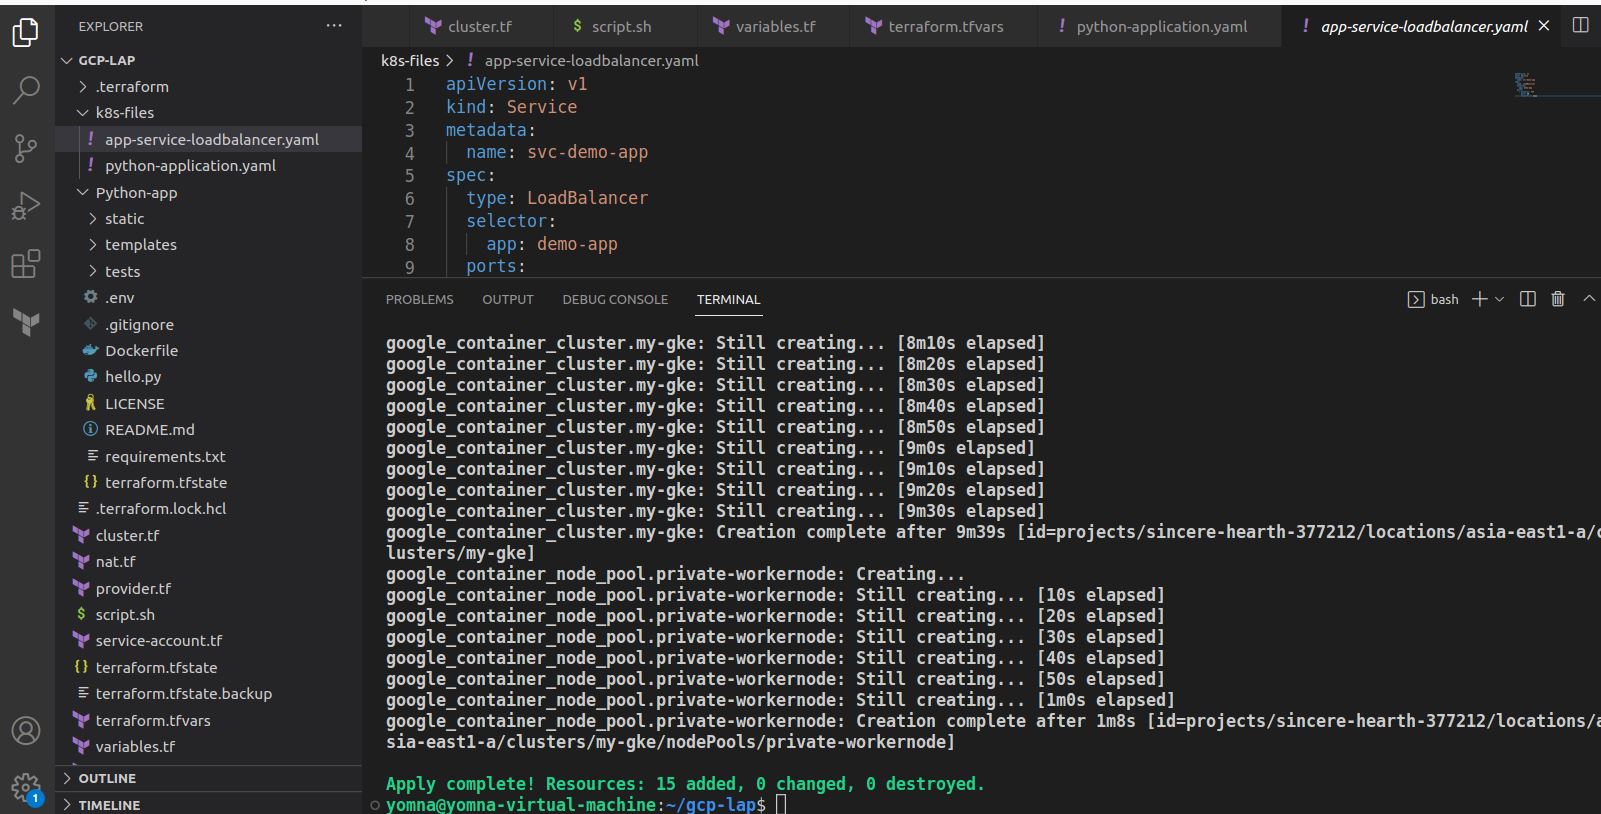 EXPLORER
GCP-LAP
.terraform
k8s-files
app-service-loadbalancer.yaml
python-application.yaml
Python-app
static
templates
tests
.env
.gitignore
Dockerfile
hello.py
LICENSE
README.md
requirements.txt
terraform.tfstate
.terraform.lock.hcl
cluster.tf
nat.tf
provider.tf
script.sh
service-account.tf
terraform.tfstate
terraform.tfstate.backup
terraform.tfvars
variables.tf
OUTLINE
TIMELINE
1
cluster.tf
script.sh
variables.tf
terraform.tfvars
python-application.yaml
app-service-loadbalancer.yaml
k8s-files > ! app-service-loadbalancer.yaml
1 apiVersion: v1
2 kind: Service
3 metadata:
4 name: svc-demo-app
5 spec:
6 type: LoadBalancer
7 selector:
8 app: demo-app
9 ports:
PROBLEMS OUTPUT DEBUG CONSOLE TERMINAL
bash
google_container_cluster.my-gke: Still creating... [8m10s elapsed]
google_container_cluster.my-gke: Still creating... [8m20s elapsed]
google_container_cluster.my-gke: Still creating... [8m30s elapsed]
google_container_cluster.my-gke: Still creating... [8m40s elapsed]
google_container_cluster.my-gke: Still creating... [8m50s elapsed]
google_container_cluster.my-gke: Still creating... [9m0s elapsed]
google_container_cluster.my-gke: Still creating... [9m10s elapsed]
google_container_cluster.my-gke: Still creating... [9m20s elapsed]
google_container_cluster.my-gke: Still creating... [9m30s elapsed]
google_container_cluster.my-gke: Creation complete after 9m39s [id=projects/sincere-hearth-377212/locations/asia-east1-a/c
lusters/my-gke]
google_container_node_pool.private-workernode: Creating...
google_container_node_pool.private-workernode: Still creating... [10s elapsed]
google_container_node_pool.private-workernode: Still creating... [20s elapsed]
google_container_node_pool.private-workernode: Still creating... [30s elapsed]
google_container_node_pool.private-workernode: Still creating... [40s elapsed]
google_container_node_pool.private-workernode: Still creating... [50s elapsed]
google_container_node_pool.private-workernode: Still creating... [1m0s elapsed]
google_container_node_pool.private-workernode: Creation complete after 1m8s [id=projects/sincere-hearth-377212/locations/a
sia-east1-a/clusters/my-gke/nodePools/private-workernode]
Apply complete! Resources: 15 added, 0 changed, 0 destroyed.
yomna@yomna-virtual-machine:~/gcp-lap$